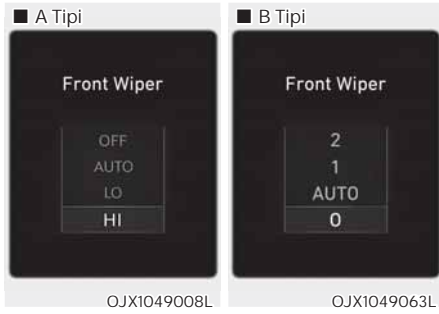 ■ A Tipi
Front Wiper
OFF
AUTO
LO
HI
OJX1049008L
■ B Tipi
Front Wiper
2
1
AUTO
0
OJX1049063L